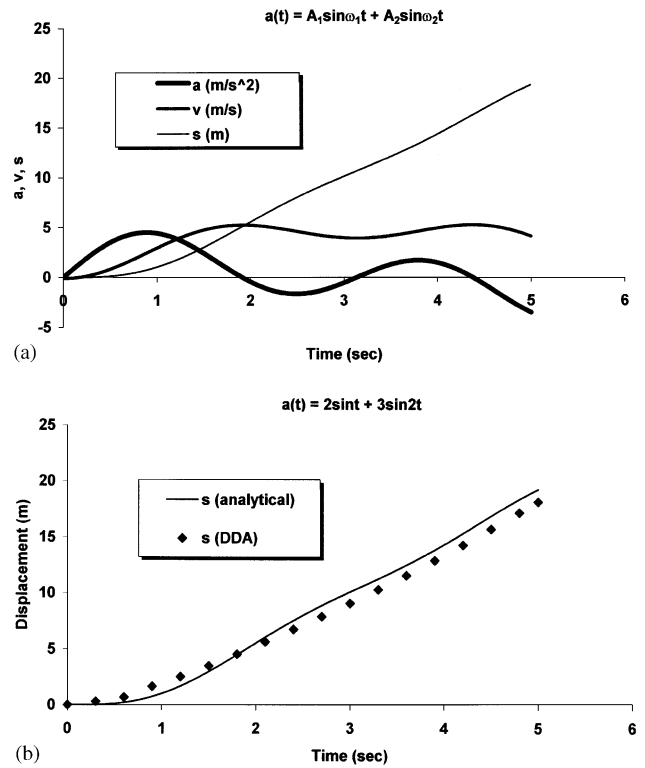 a(t) = A₁sinω₁t + A₂sinω₂t
25
20
15
10
5
0
-5
a, v, s
a (m/s^2)
v (m/s)
s (m)
0 1 2 3 4 5 6
Time (sec)
(a)
a(t) = 2sint + 3sin2t
25
20
15
10
5
0
Displacement (m)
s (analytical)
s (DDA)
0 1 2 3 4 5 6
Time (sec)
(b)